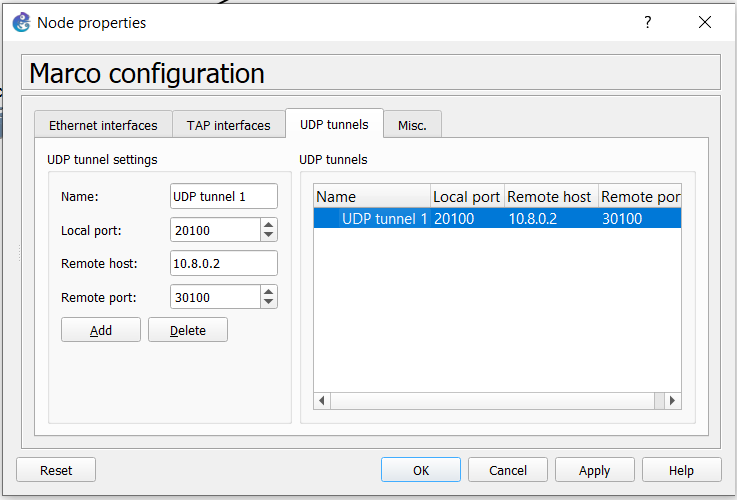 Node properties
?
Marco configuration
Ethernet interfaces TAP interfaces UDP tunnels Misc.
UDP tunnel settings
Name: UDP tunnel 1
Local port: 20100
Remote host: 10.8.0.2
Remote port: 30100
Add Delete
UDP tunnels
Name Local port Remote host Remote por
UDP tunnel 1 20100 10.8.0.2 30100
Reset OK Cancel Apply Help